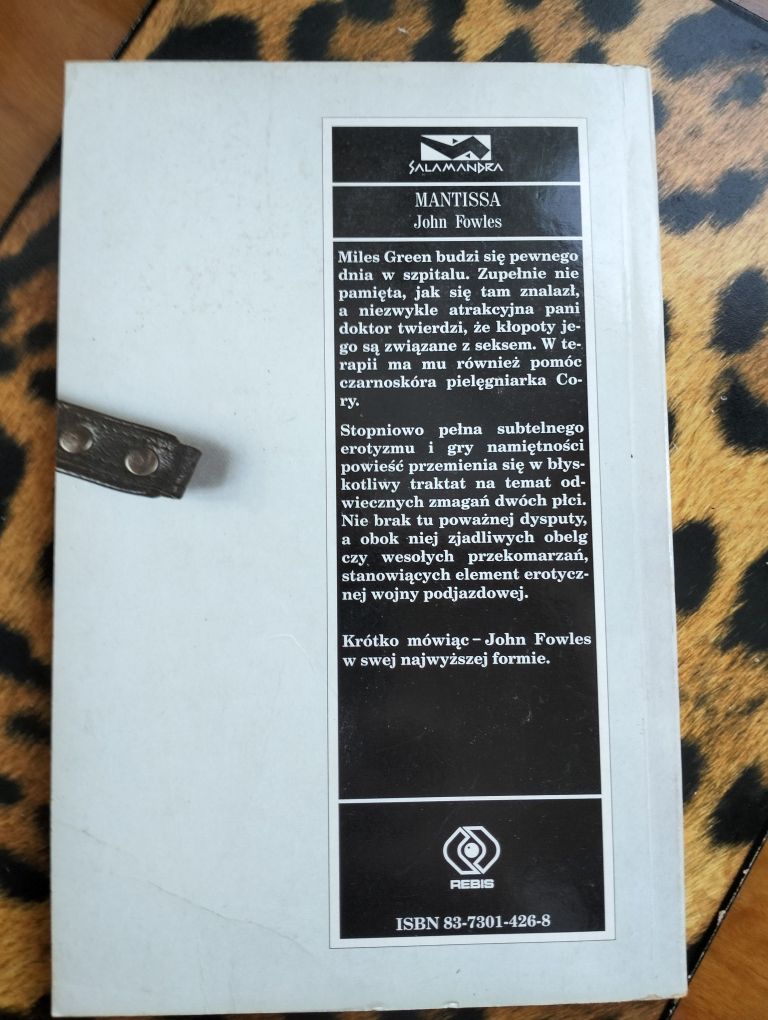 SALAMANDRA
MANTISSA
John Fowles
Miles Green budzi się pewnego
dnia w szpitalu. Zupełnie nie
pamięta, jak się tam znalazł,
a niezwykle atrakcyjna pani
doktor twierdzi, że kłopoty je-
go są związane z seksem. W te-
rapii ma mu również pomóc
czarnoskóra pielęgniarka Co-
ry.
Stopniowo pełna subtelnego
erotyzmu i gry namiętności
powieść przemienia się w błys-
kotliwy traktat na temat od-
wiecznych zmagań dwóch płci.
Nie brak tu poważnej dysputy,
a obok niej zjadliwych obelg
czy wesołych przekomarzań,
stanowiących element erotycz-
nej wojny podjazdowej.
Krótko mówiąc – John Fowles
w swej najwyższej formie.
REBIS
ISBN 83-7301-426-8